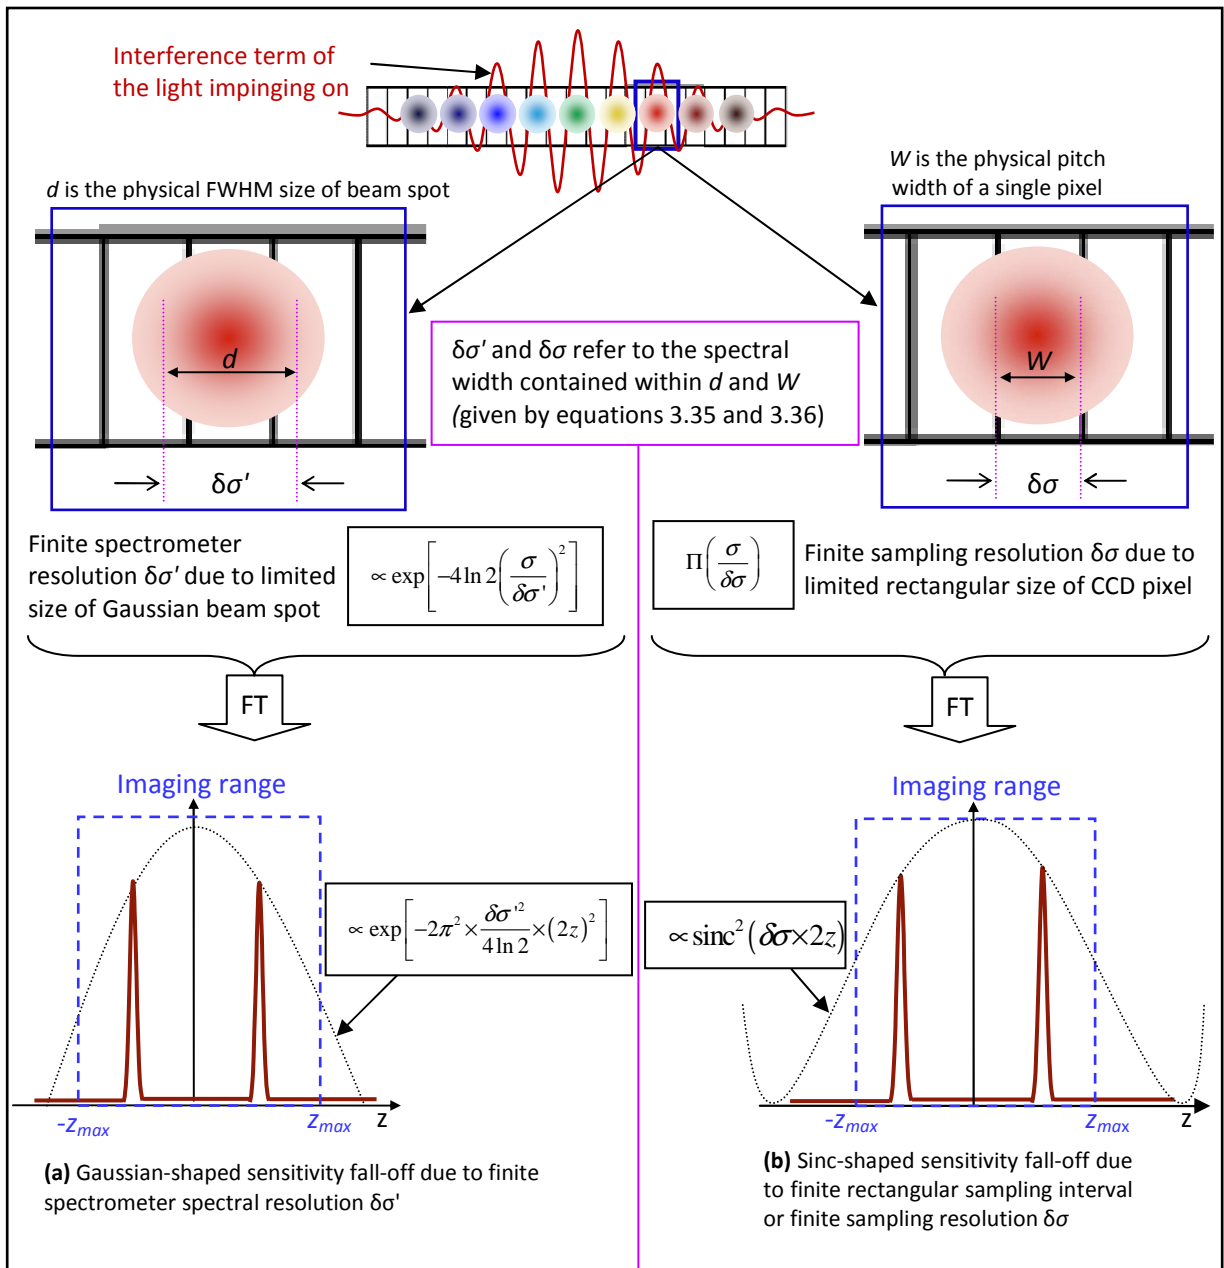 Interference term of
the light impinging on
d is the physical FWHM size of beam spot
W is the physical pitch
width of a single pixel
d
W
δσ'
δσ
δσ' and δσ refer to the spectral
width contained within d and W
(given by equations 3.35 and 3.36)
Finite spectrometer
resolution δσ' due to limited
size of Gaussian beam spot
∝ exp[−4 ln 2 (σ/δσ')²]
Π(σ/δσ)
Finite sampling resolution δσ due to
limited rectangular size of CCD pixel
FT
FT
Imaging range
Imaging range
∝ exp[−2π² × δσ'²/(4 ln 2) × (2z)²]
∝ sinc² (δσ×2z)
-zmax
zmax
z
-zmax
zmax
z
(a) Gaussian-shaped sensitivity fall-off due to finite
spectrometer spectral resolution δσ'
(b) Sinc-shaped sensitivity fall-off due
to finite rectangular sampling interval
or finite sampling resolution δσ